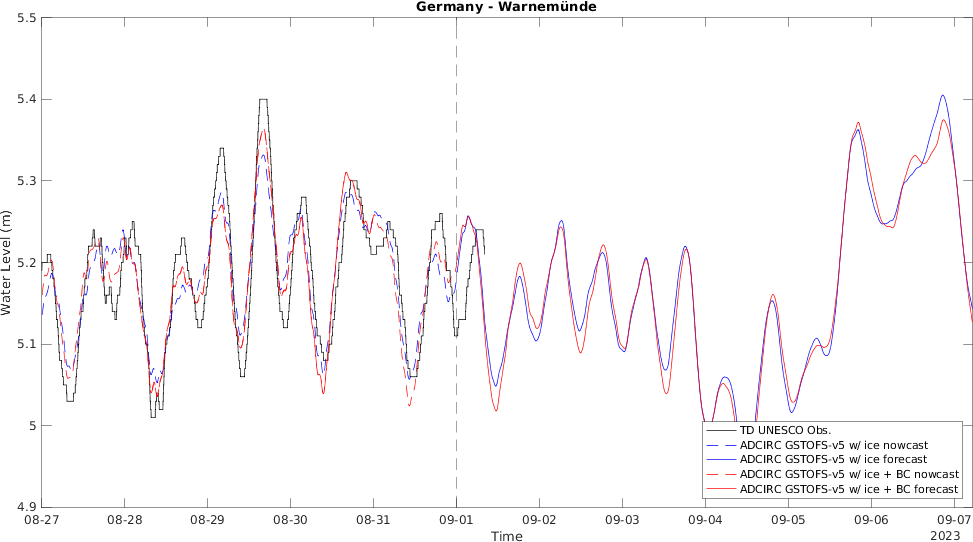 Germany - Warnemünde
5.5
5.4
5.3
5.2
5.1
5
4.9
Water Level (m)
TD UNESCO Obs.
ADCIRC GSTOFS-v5 w/ ice nowcast
ADCIRC GSTOFS-v5 w/ ice forecast
ADCIRC GSTOFS-v5 w/ ice + BC nowcast
ADCIRC GSTOFS-v5 w/ ice + BC forecast
08-27 08-28 08-29 08-30 08-31 09-01 09-02 09-03 09-04 09-05 09-06 09-07
Time 2023